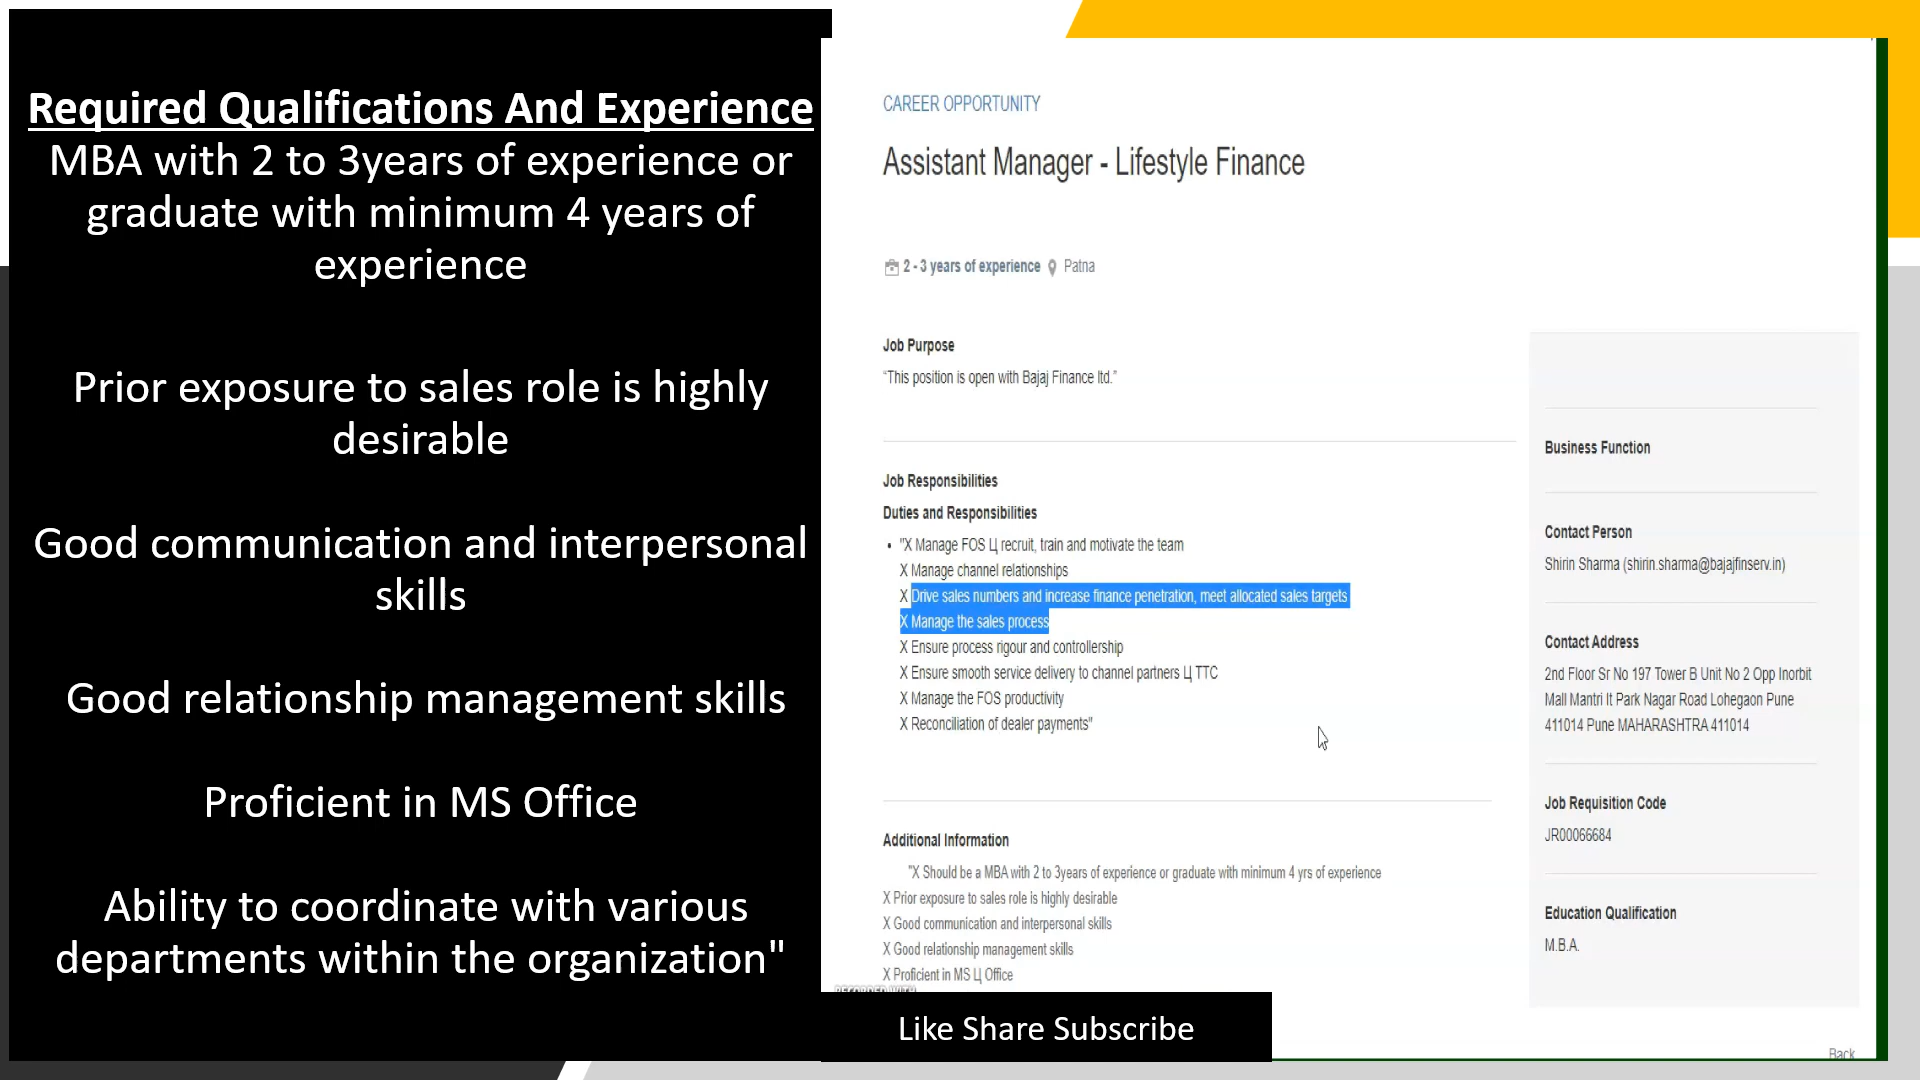 Required Qualifications And Experience
MBA with 2 to 3years of experience or
graduate with minimum 4 years of
experience
Prior exposure to sales role is highly
desirable
Good communication and interpersonal
skills
Good relationship management skills
Proficient in MS Office
Ability to coordinate with various
departments within the organization"
CAREER OPPORTUNITY
Assistant Manager - Lifestyle Finance
2 - 3 years of experience Patna
Job Purpose
“This position is open with Bajaj Finance ltd.”
Job Responsibilities
Duties and Responsibilities
• "X Manage FOS Ц recruit, train and motivate the team
X Manage channel relationships
X Drive sales numbers and increase finance penetration, meet allocated sales targets
X Manage the sales process
X Ensure process rigour and controllership
X Ensure smooth service delivery to channel partners Ц TTC
X Manage the FOS productivity
X Reconciliation of dealer payments"
Additional Information
"X Should be a MBA with 2 to 3years of experience or graduate with minimum 4 yrs of experience
X Prior exposure to sales role is highly desirable
X Good communication and interpersonal skills
X Good relationship management skills
X Proficient in MS Ц Office
RECORDED WITH
Business Function
Contact Person
Shirin Sharma (shirin.sharma@bajajfinserv.in)
Contact Address
2nd Floor Sr No 197 Tower B Unit No 2 Opp Inorbit
Mall Mantri It Park Nagar Road Lohegaon Pune
411014 Pune MAHARASHTRA 411014
Job Requisition Code
JR00066684
Education Qualification
M.B.A.
Like Share Subscribe
Back